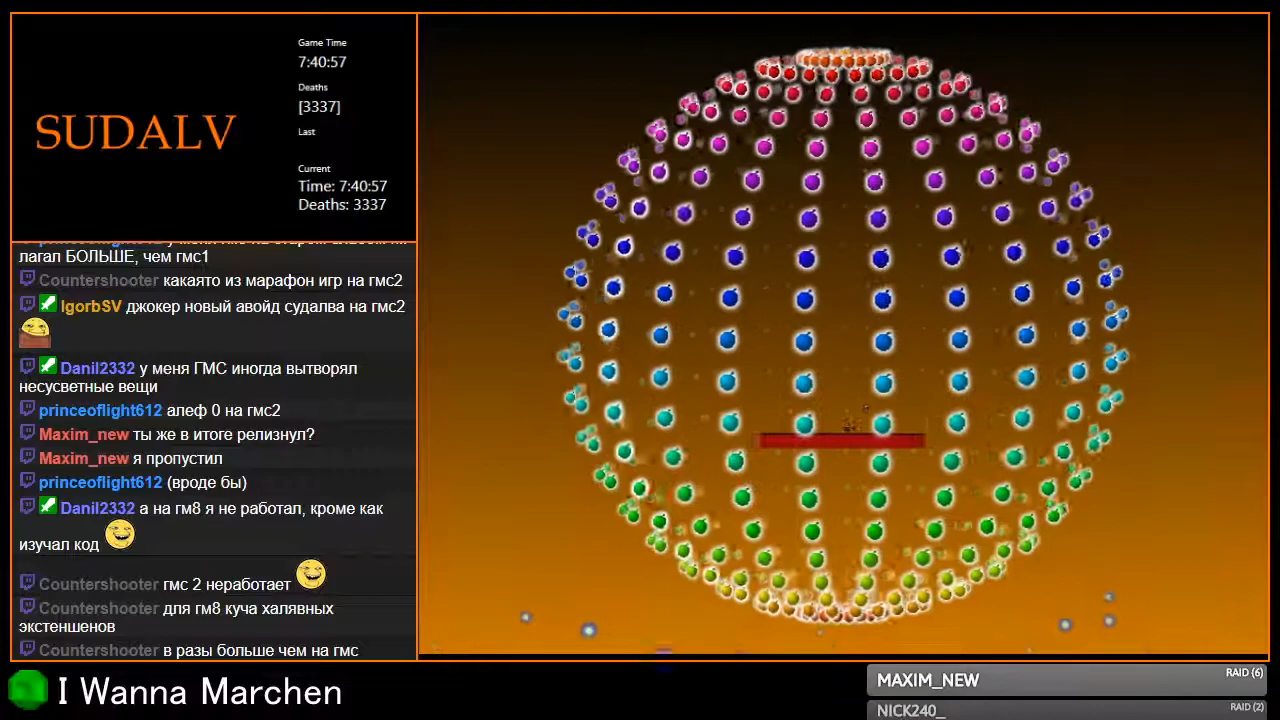 SUDALV
Game Time
7:40:57
Deaths
[3337]
Last
Current
Time: 7:40:57
Deaths: 3337
лагал БОЛЬШЕ, чем гмс1
Countershooter какаято из марафон игр на гмс2
IgorbSV джокер новый авойд судалва на гмс2
Danil2332 у меня ГМС иногда вытворял
несусветные вещи
princeoflight612 алеф 0 на гмс2
Maxim_new ты же в итоге релизнул?
Maxim_new я пропустил
princeoflight612 (вроде бы)
Danil2332 а на гм8 я не работал, кроме как
изучал код
Countershooter гмс 2 неработает
Countershooter для гм8 куча халявных
экстеншенов
Countershooter в разы больше чем на гмс
I Wanna Marchen
MAXIM_NEW
RAID (6)
NICK240_
RAID (2)